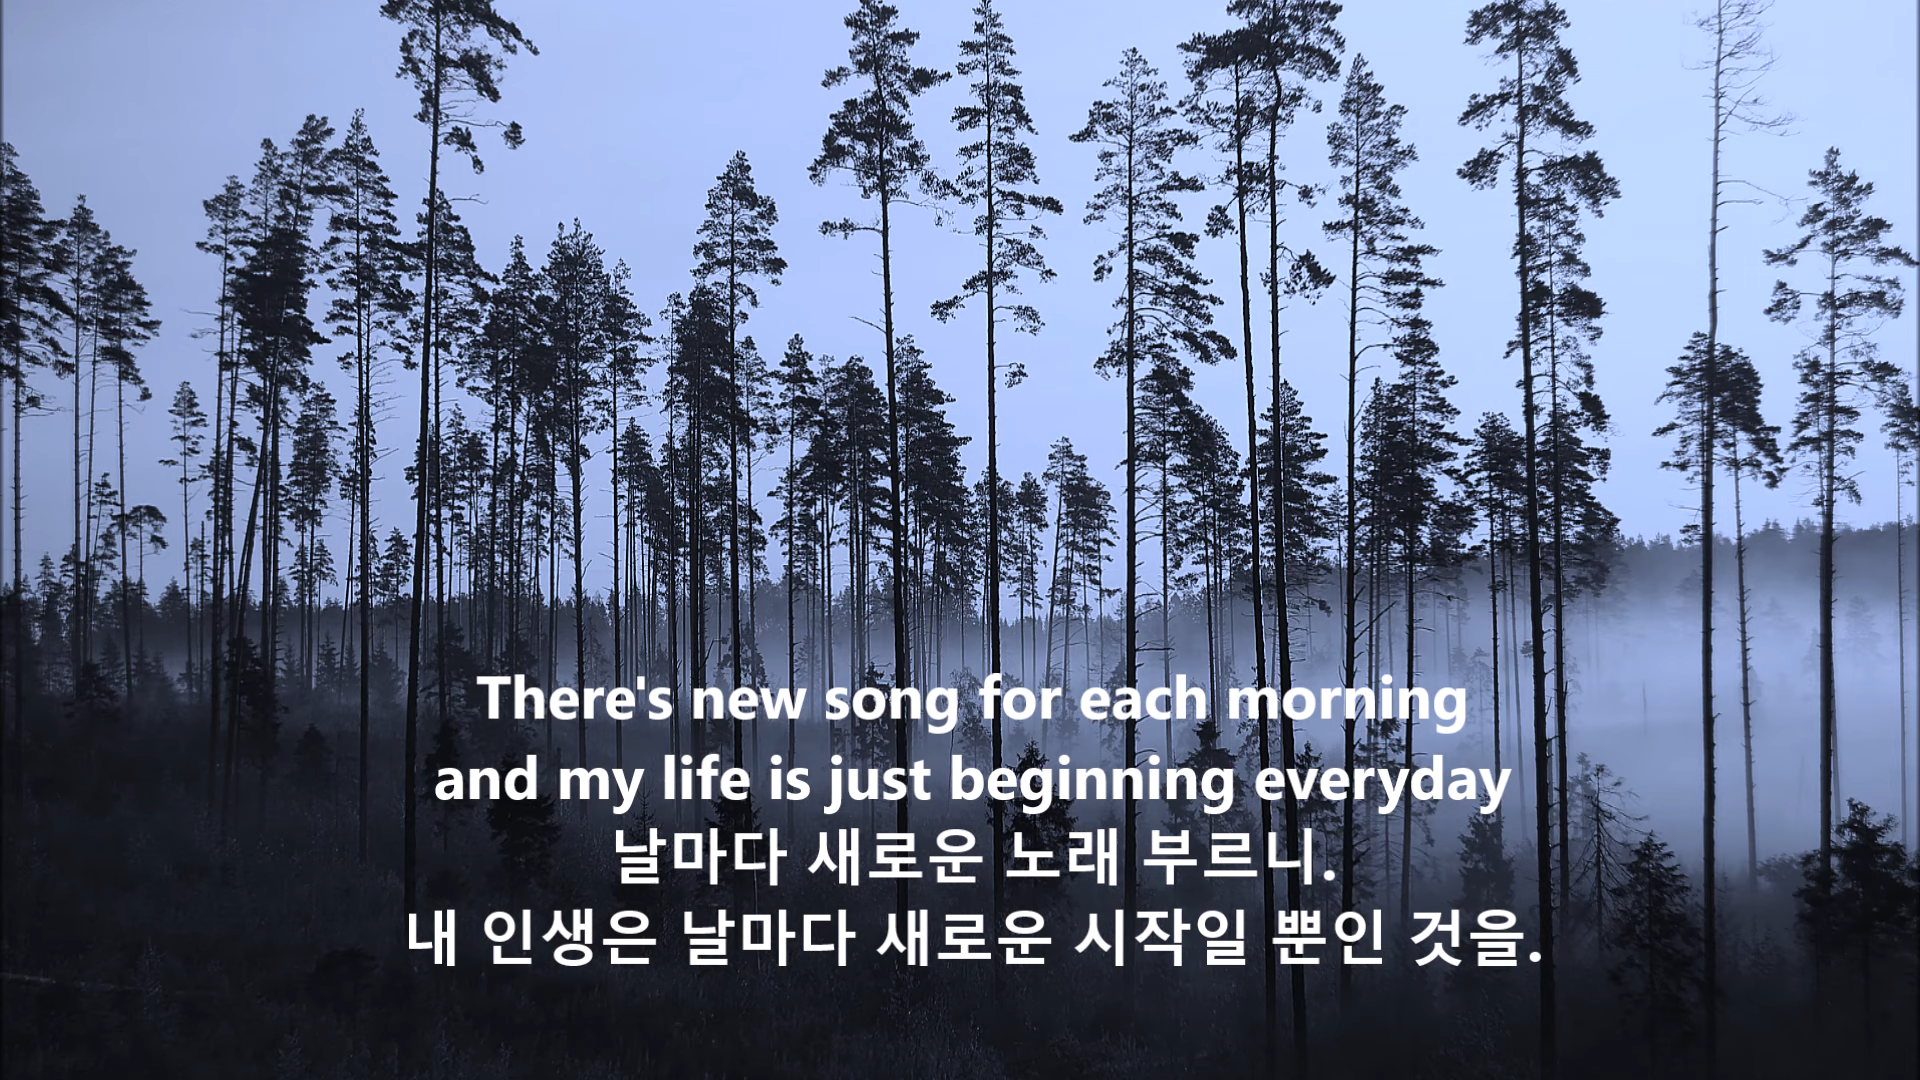 There's new song for each morning
and my life is just beginning everyday
날마다 새로운 노래 부르니.
내 인생은 날마다 새로운 시작일 뿐인 것을.